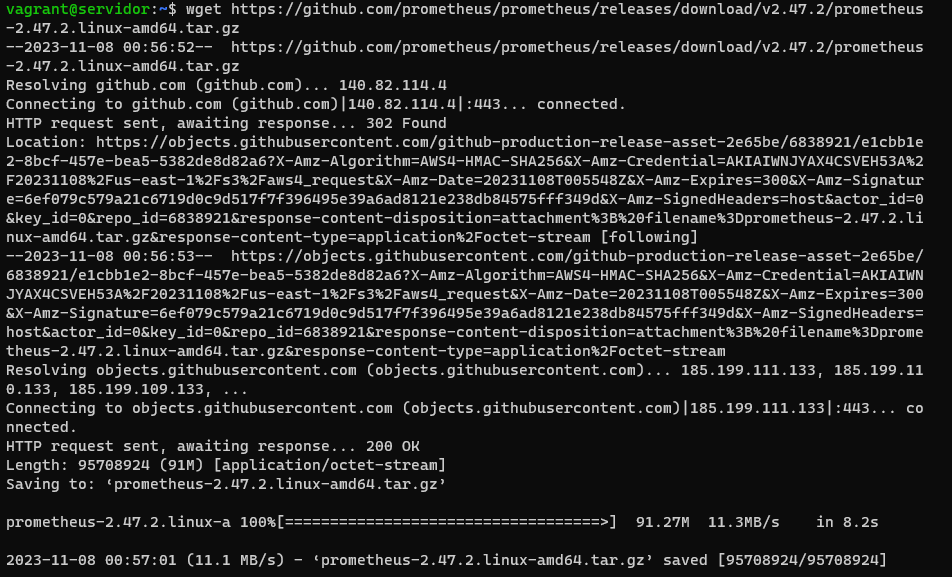 vagrant@servidor:~$ wget https://github.com/prometheus/prometheus/releases/download/v2.47.2/prometheus
-2.47.2.linux-amd64.tar.gz
--2023-11-08 00:56:52--  https://github.com/prometheus/prometheus/releases/download/v2.47.2/prometheus
-2.47.2.linux-amd64.tar.gz
Resolving github.com (github.com)... 140.82.114.4
Connecting to github.com (github.com)|140.82.114.4|:443... connected.
HTTP request sent, awaiting response... 302 Found
Location: https://objects.githubusercontent.com/github-production-release-asset-2e65be/6838921/e1cbb1e
2-8bcf-457e-bea5-5382de8d82a6?X-Amz-Algorithm=AWS4-HMAC-SHA256&X-Amz-Credential=AKIAIWNJYAX4CSVEH53A%2
F20231108%2Fus-east-1%2Fs3%2Faws4_request&X-Amz-Date=20231108T005548Z&X-Amz-Expires=300&X-Amz-Signatur
e=6ef079c579a21c6719d0c9d517f7f396495e39a6ad8121e238db84575fff349d&X-Amz-SignedHeaders=host&actor_id=0
&key_id=0&repo_id=6838921&response-content-disposition=attachment%3B%20filename%3Dprometheus-2.47.2.li
nux-amd64.tar.gz&response-content-type=application%2Foctet-stream [following]
--2023-11-08 00:56:53--  https://objects.githubusercontent.com/github-production-release-asset-2e65be/
6838921/e1cbb1e2-8bcf-457e-bea5-5382de8d82a6?X-Amz-Algorithm=AWS4-HMAC-SHA256&X-Amz-Credential=AKIAIWN
JYAX4CSVEH53A%2F20231108%2Fus-east-1%2Fs3%2Faws4_request&X-Amz-Date=20231108T005548Z&X-Amz-Expires=300
&X-Amz-Signature=6ef079c579a21c6719d0c9d517f7f396495e39a6ad8121e238db84575fff349d&X-Amz-SignedHeaders=
host&actor_id=0&key_id=0&repo_id=6838921&response-content-disposition=attachment%3B%20filename%3Dprome
theus-2.47.2.linux-amd64.tar.gz&response-content-type=application%2Foctet-stream
Resolving objects.githubusercontent.com (objects.githubusercontent.com)... 185.199.111.133, 185.199.11
0.133, 185.199.109.133, ...
Connecting to objects.githubusercontent.com (objects.githubusercontent.com)|185.199.111.133|:443... co
nnected.
HTTP request sent, awaiting response... 200 OK
Length: 95708924 (91M) [application/octet-stream]
Saving to: ‘prometheus-2.47.2.linux-amd64.tar.gz’
prometheus-2.47.2.linux-a 100%[===================================>]  91.27M  11.3MB/s    in 8.2s
2023-11-08 00:57:01 (11.1 MB/s) - ‘prometheus-2.47.2.linux-amd64.tar.gz’ saved [95708924/95708924]